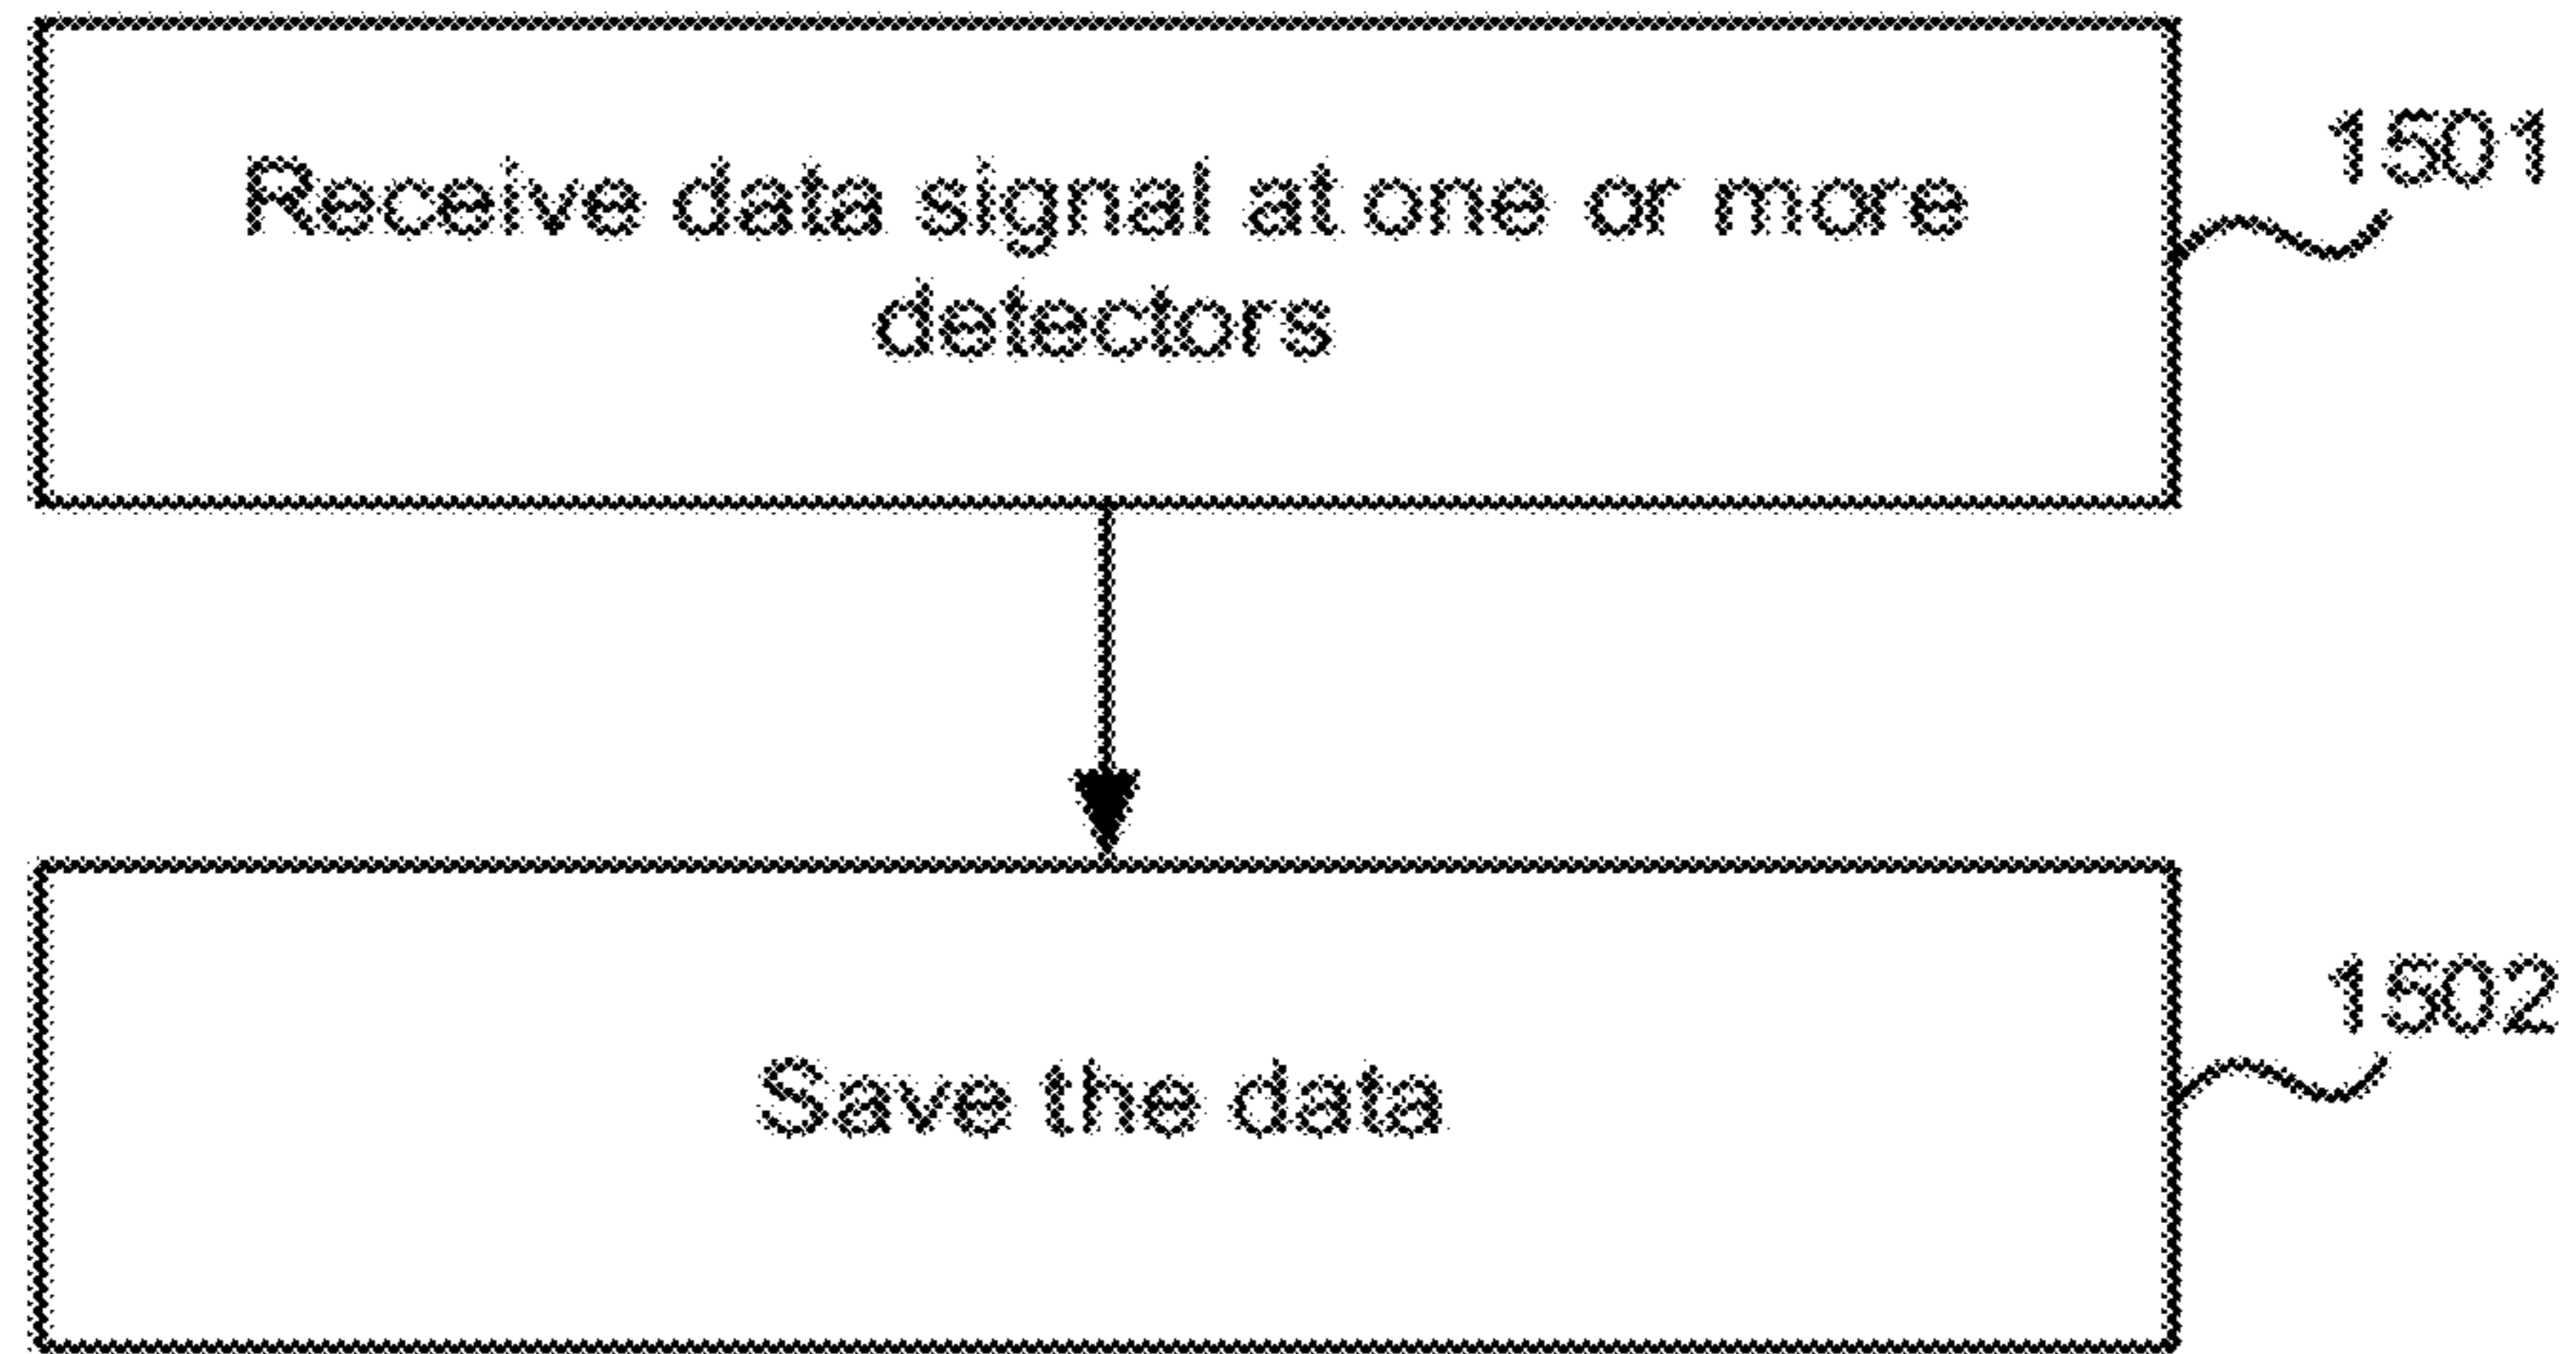 Receive data signal at one or more
detectors
1501
Save the data
1502